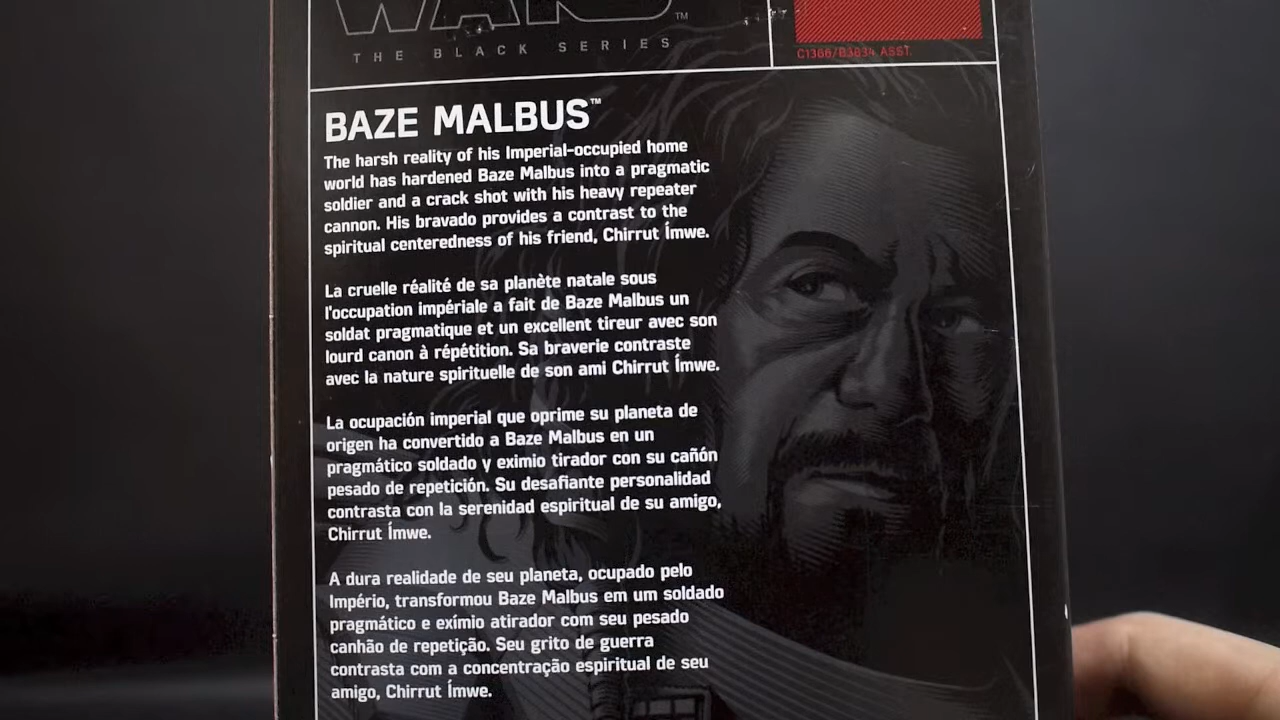 WARS™
THE BLACK SERIES
C1366/B3834 ASST.
BAZE MALBUS™
The harsh reality of his Imperial-occupied home
world has hardened Baze Malbus into a pragmatic
soldier and a crack shot with his heavy repeater
cannon. His bravado provides a contrast to the
spiritual centeredness of his friend, Chirrut Ímwe.
La cruelle réalité de sa planète natale sous
l'occupation impériale a fait de Baze Malbus un
soldat pragmatique et un excellent tireur avec son
lourd canon à répétition. Sa braverie contraste
avec la nature spirituelle de son ami Chirrut Ímwe.
La ocupación imperial que oprime su planeta de
origen ha convertido a Baze Malbus en un
pragmático soldado y eximio tirador con su cañón
pesado de repetición. Su desafiante personalidad
contrasta con la serenidad espiritual de su amigo,
Chirrut Ímwe.
A dura realidade de seu planeta, ocupado pelo
Império, transformou Baze Malbus em um soldado
pragmático e exímio atirador com seu pesado
canhão de repetição. Seu grito de guerra
contrasta com a concentração espiritual de seu
amigo, Chirrut Ímwe.